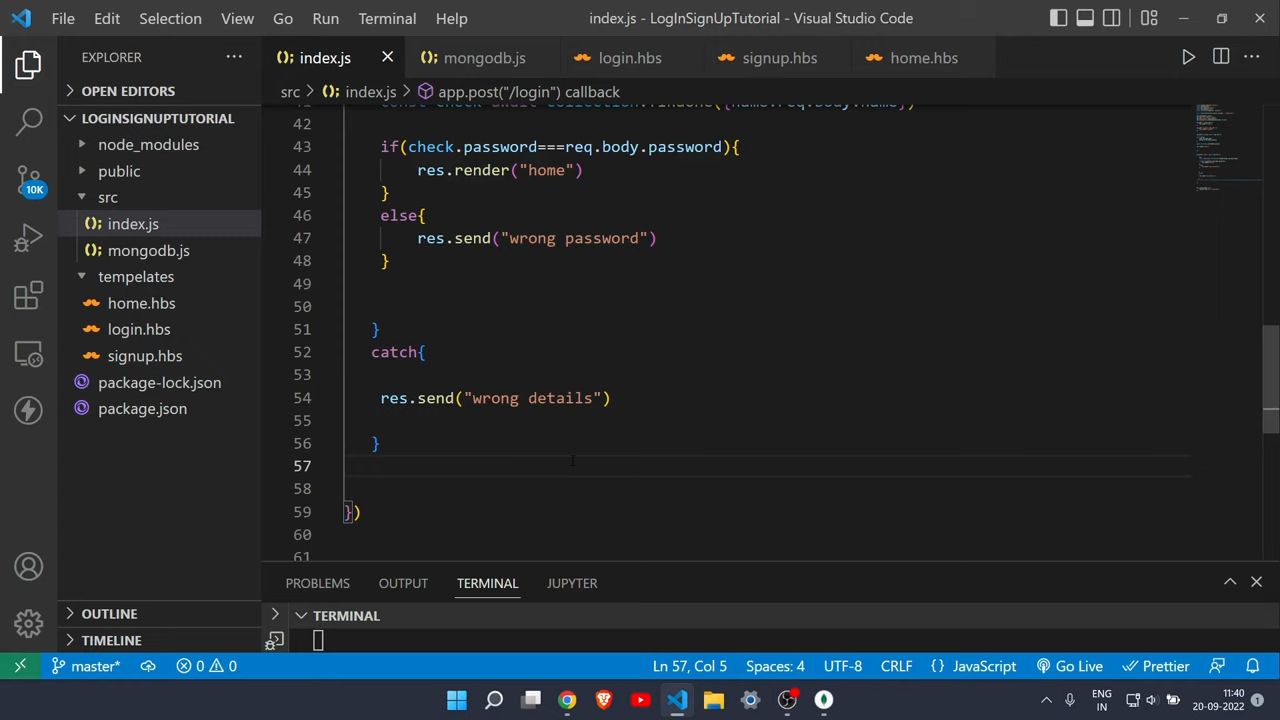 File Edit Selection View Go Run Terminal Help
index.js - LogInSignUpTutorial - Visual Studio Code
EXPLORER
index.js
mongodb.js
login.hbs
signup.hbs
home.hbs
OPEN EDITORS
src > index.js > app.post("/login") callback
LOGINSIGNUPTUTORIAL
node_modules
public
src
index.js
mongodb.js
tempelates
home.hbs
login.hbs
signup.hbs
package-lock.json
package.json
10K
42
43 if(check.password===req.body.password){
44 res.render("home")
45 }
46 else{
47 res.send("wrong password")
48 }
49
50
51 }
52 catch{
53
54 res.send("wrong details")
55
56 }
57
58
59 })
60
61
PROBLEMS OUTPUT TERMINAL JUPYTER
TERMINAL
OUTLINE
TIMELINE
master* 0 0 Ln 57, Col 5 Spaces: 4 UTF-8 CRLF {} JavaScript Go Live Prettier
ENG
IN
11:40
20-09-2022
1